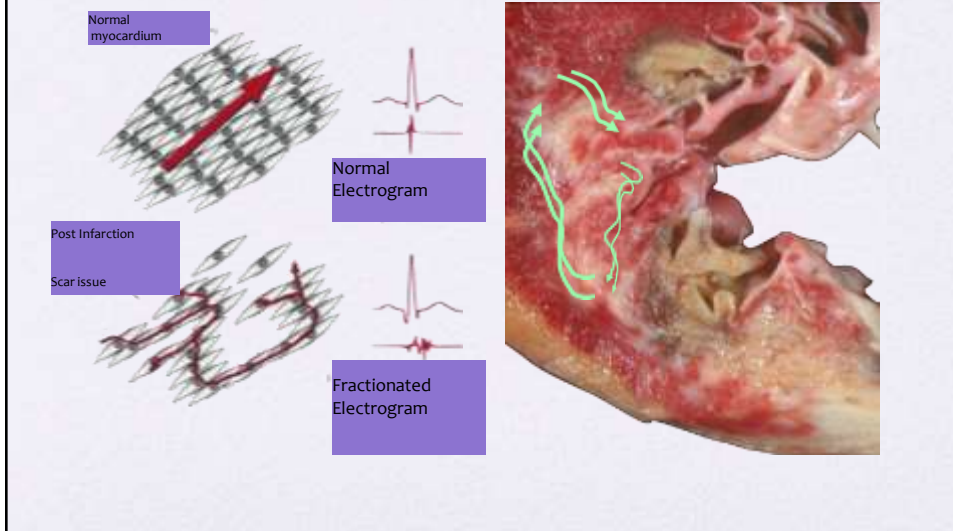 Normal
myocardium
Normal
Electrogram
Post Infarction
Scar issue
Fractionated
Electrogram